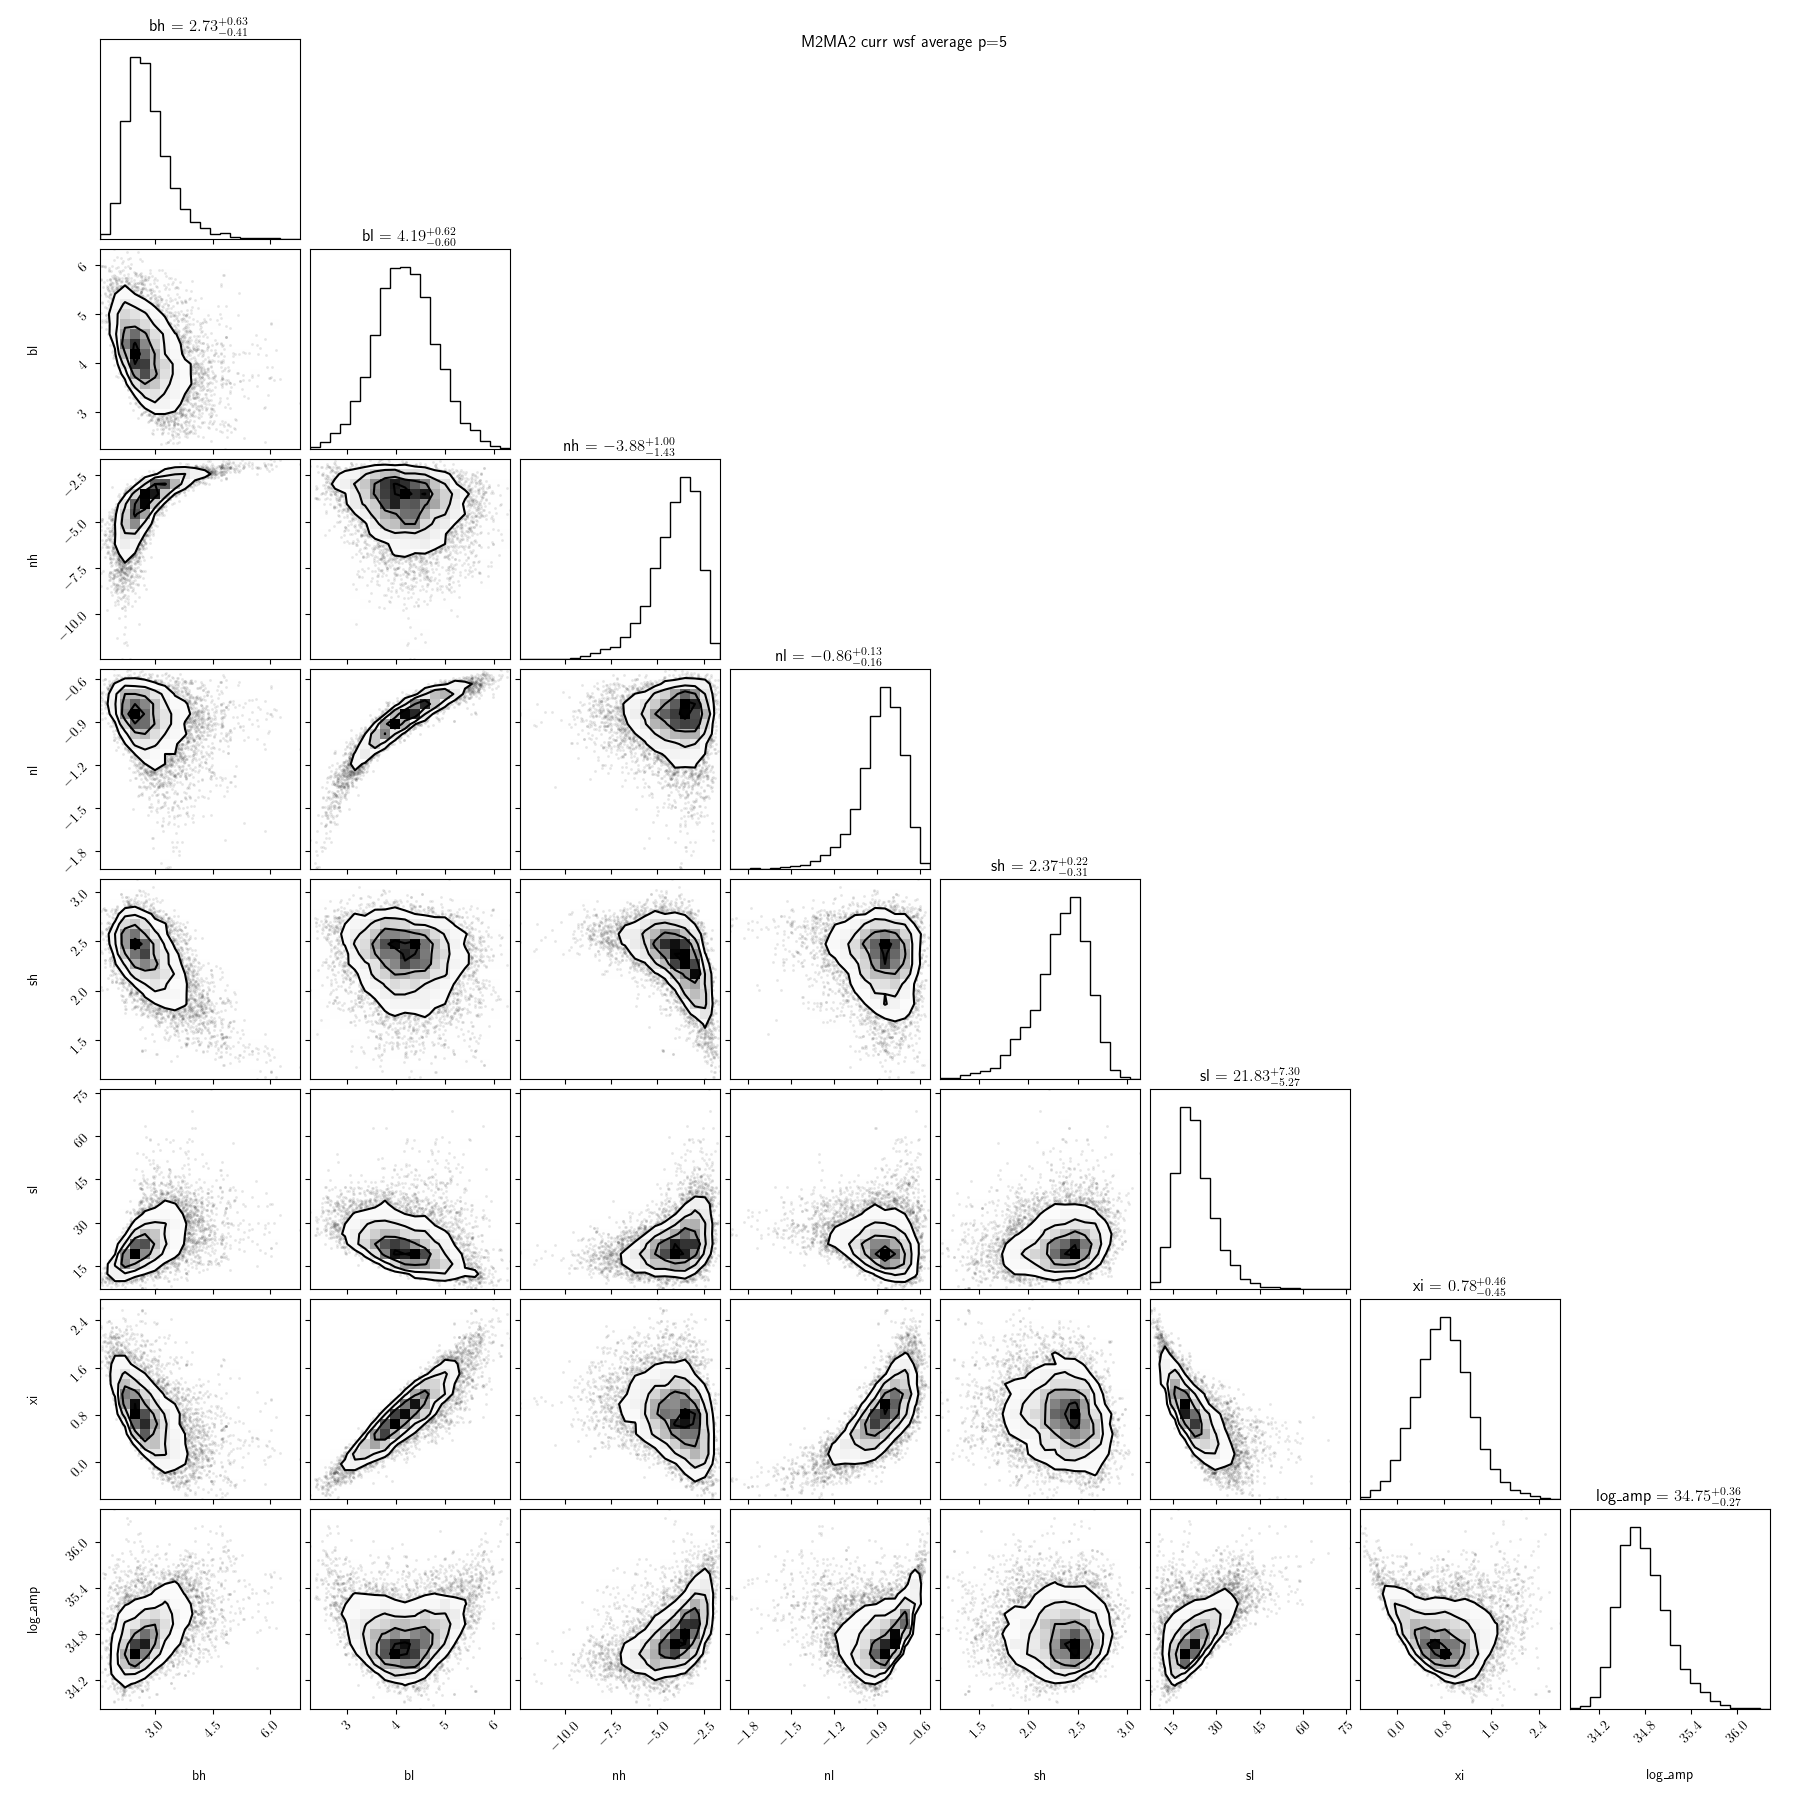 M2MA2 curr wsf average p=5
bh = 2.73^{+0.63}_{-0.41}
bl = 4.19^{+0.62}_{-0.60}
6
5
4
3
bl
nh = −3.88^{+1.00}_{-1.43}
−2.5
−5.0
−7.5
−10.0
nh
nl = −0.86^{+0.13}_{-0.16}
−0.6
−0.9
−1.2
−1.5
−1.8
nl
sh = 2.37^{+0.22}_{-0.31}
3.0
2.5
2.0
1.5
sh
sl = 21.83^{+7.30}_{-5.27}
75
60
45
30
15
sl
xi = 0.78^{+0.46}_{-0.45}
2.4
1.6
0.8
0.0
xi
log_amp = 34.75^{+0.36}_{-0.27}
36.0
35.4
34.8
34.2
log_amp
3.0 4.5 6.0 3 4 5 6 −10.0 −7.5 −5.0 −2.5 −1.8 −1.5 −1.2 −0.9 −0.6 1.5 2.0 2.5 3.0 15 30 45 60 75 0.0 0.8 1.6 2.4 34.2 34.8 35.4 36.0
bh bl nh nl sh sl xi log_amp